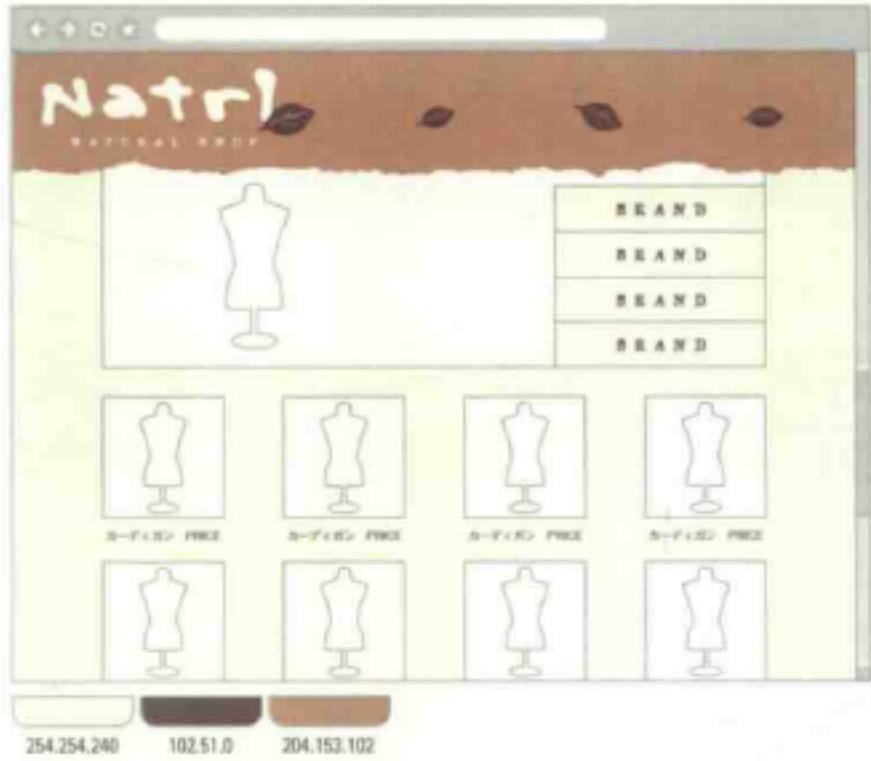 Natrl
NATURAL SHOP
BRAND
BRAND
BRAND
BRAND
カーディガン PRICE
カーディガン PRICE
カーディガン PRICE
カーディガン PRICE
254.254.240
102.51.0
204.153.102